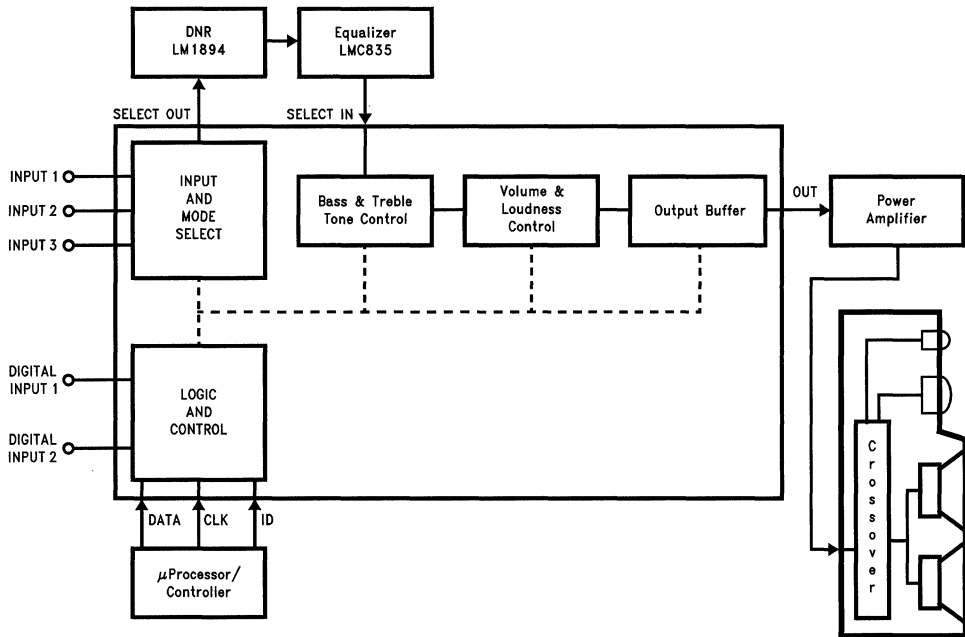 DNR
LM1894
Equalizer
LMC835
SELECT OUT
SELECT IN
INPUT 1
INPUT 2
INPUT 3
INPUT
AND
MODE
SELECT
Bass & Treble
Tone Control
Volume &
Loudness
Control
Output Buffer
OUT
Power
Amplifier
DIGITAL
INPUT 1
DIGITAL
INPUT 2
LOGIC
AND
CONTROL
Crossover
DATA
CLK
ID
μProcessor/
Controller